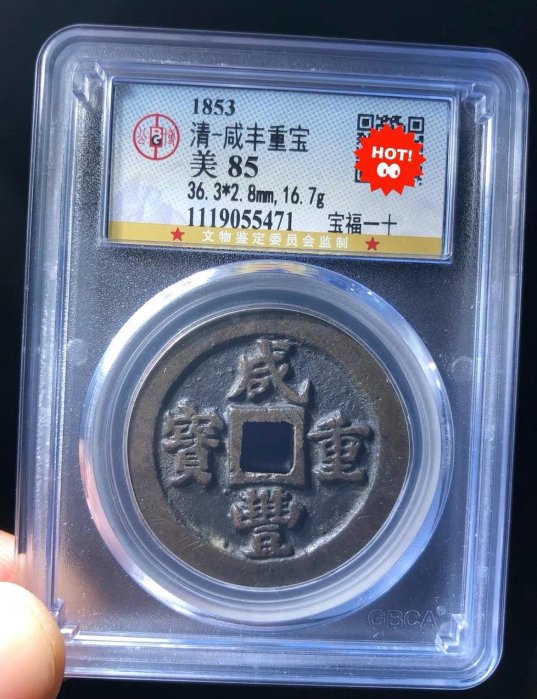 1853
清-咸丰重宝
美 85
36.3*2.8mm, 16.7g
1119055471 宝福一十
★ 文物鉴定委员会监制 ★
HOT!
G
咸
寶 重
豐
GBCA